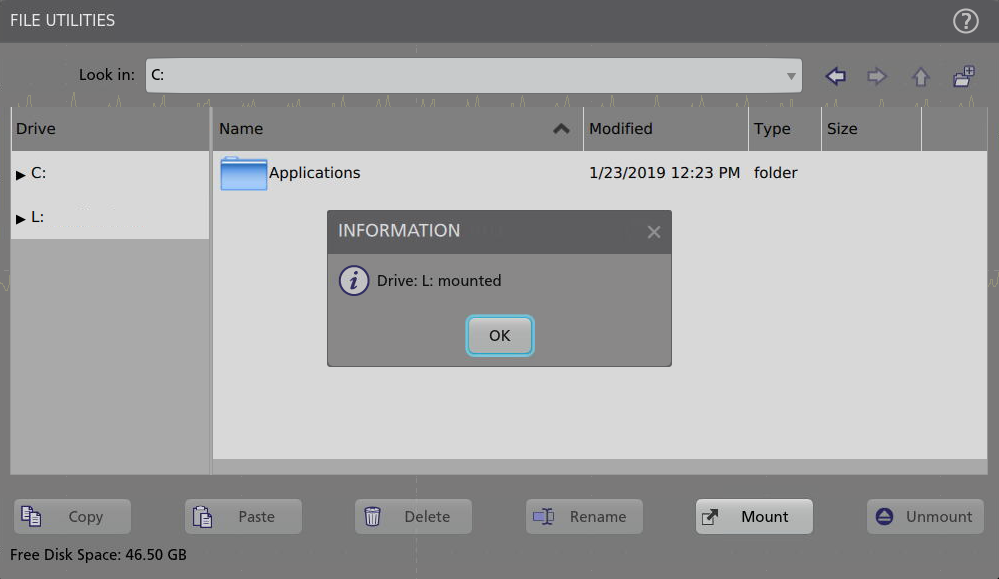 FILE UTILITIES
?
Look in: C:
Drive Name Modified Type Size
C: Applications 1/23/2019 12:23 PM folder
L:
INFORMATION
i Drive: L: mounted
OK
Copy Paste Delete Rename Mount Unmount
Free Disk Space: 46.50 GB